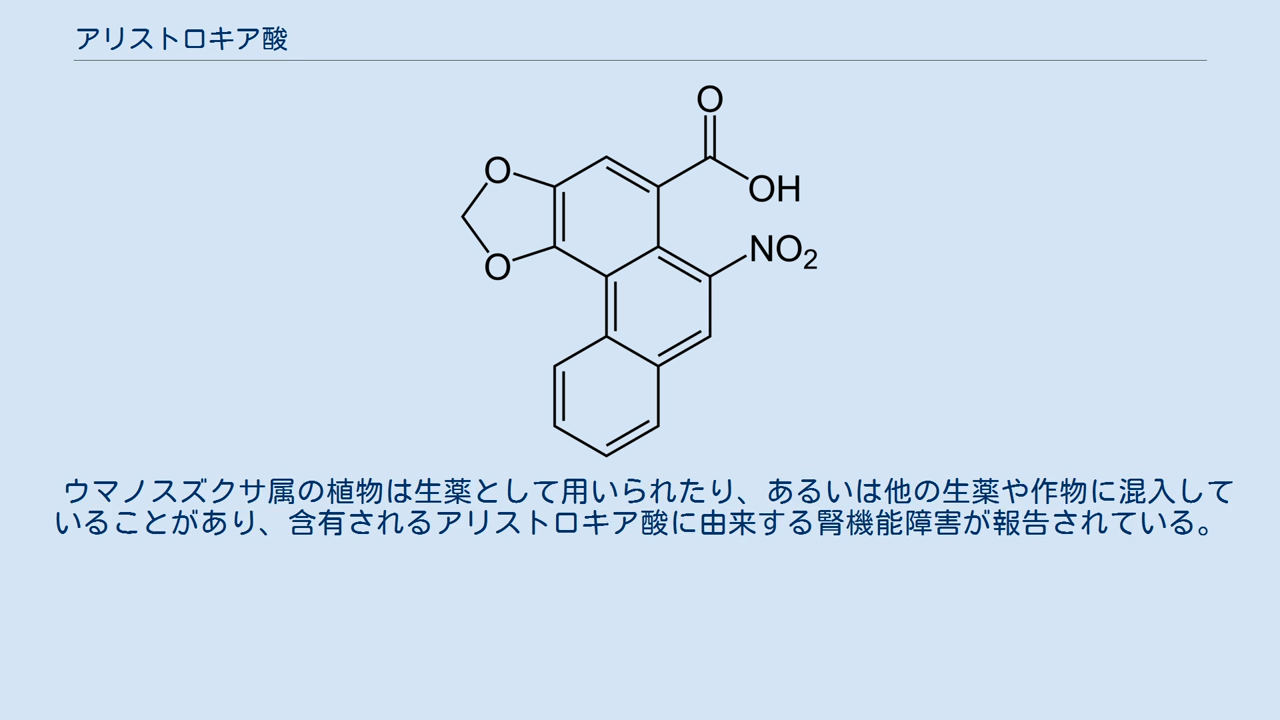 アリストロキア酸
O
O
OH
NO2
O
ウマノスズクサ属の植物は生薬として用いられたり、あるいは他の生薬や作物に混入して
いることがあり、含有されるアリストロキア酸に由来する腎機能障害が報告されている。